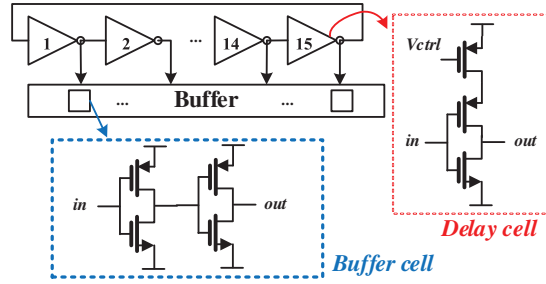 1 2 ... 14 15
Vctrl
... Buffer ...
in out
in out
Delay cell
Buffer cell